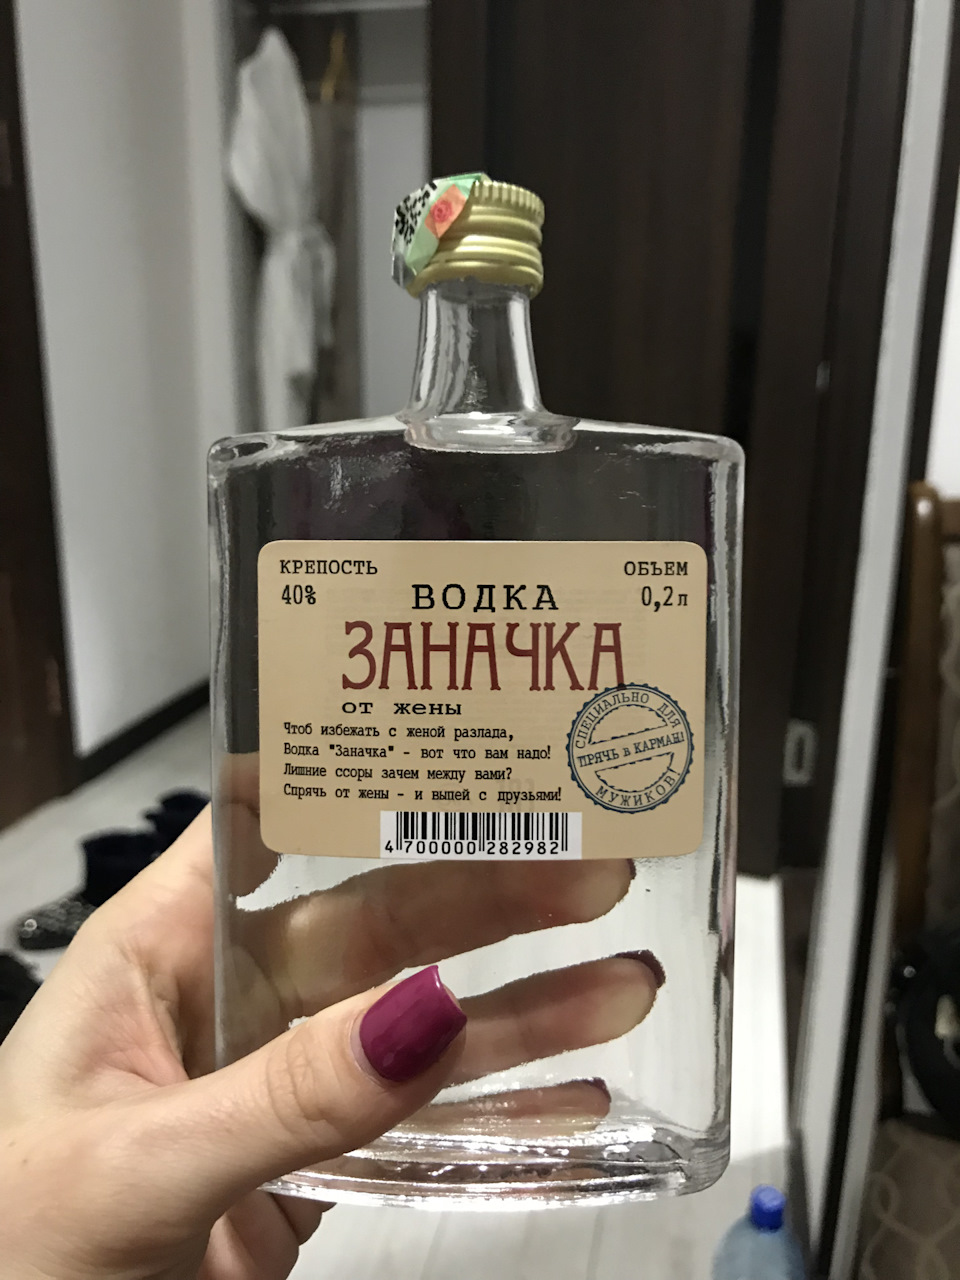 КРЕПОСТЬ
40%
ОБЪЕМ
0,2л
ВОДКА
ЗАНАЧКА
от жены
Чтоб избежать с женой разлада,
Водка "Заначка" - вот что вам надо!
Лишние ссоры зачем между вами?
Спрячь от жены - и выпей с друзьями!
СПЕЦИАЛЬНО ДЛЯ
ПРЯЧЬ В КАРМАН!
МУЖИКОВ!
4 700000 282982